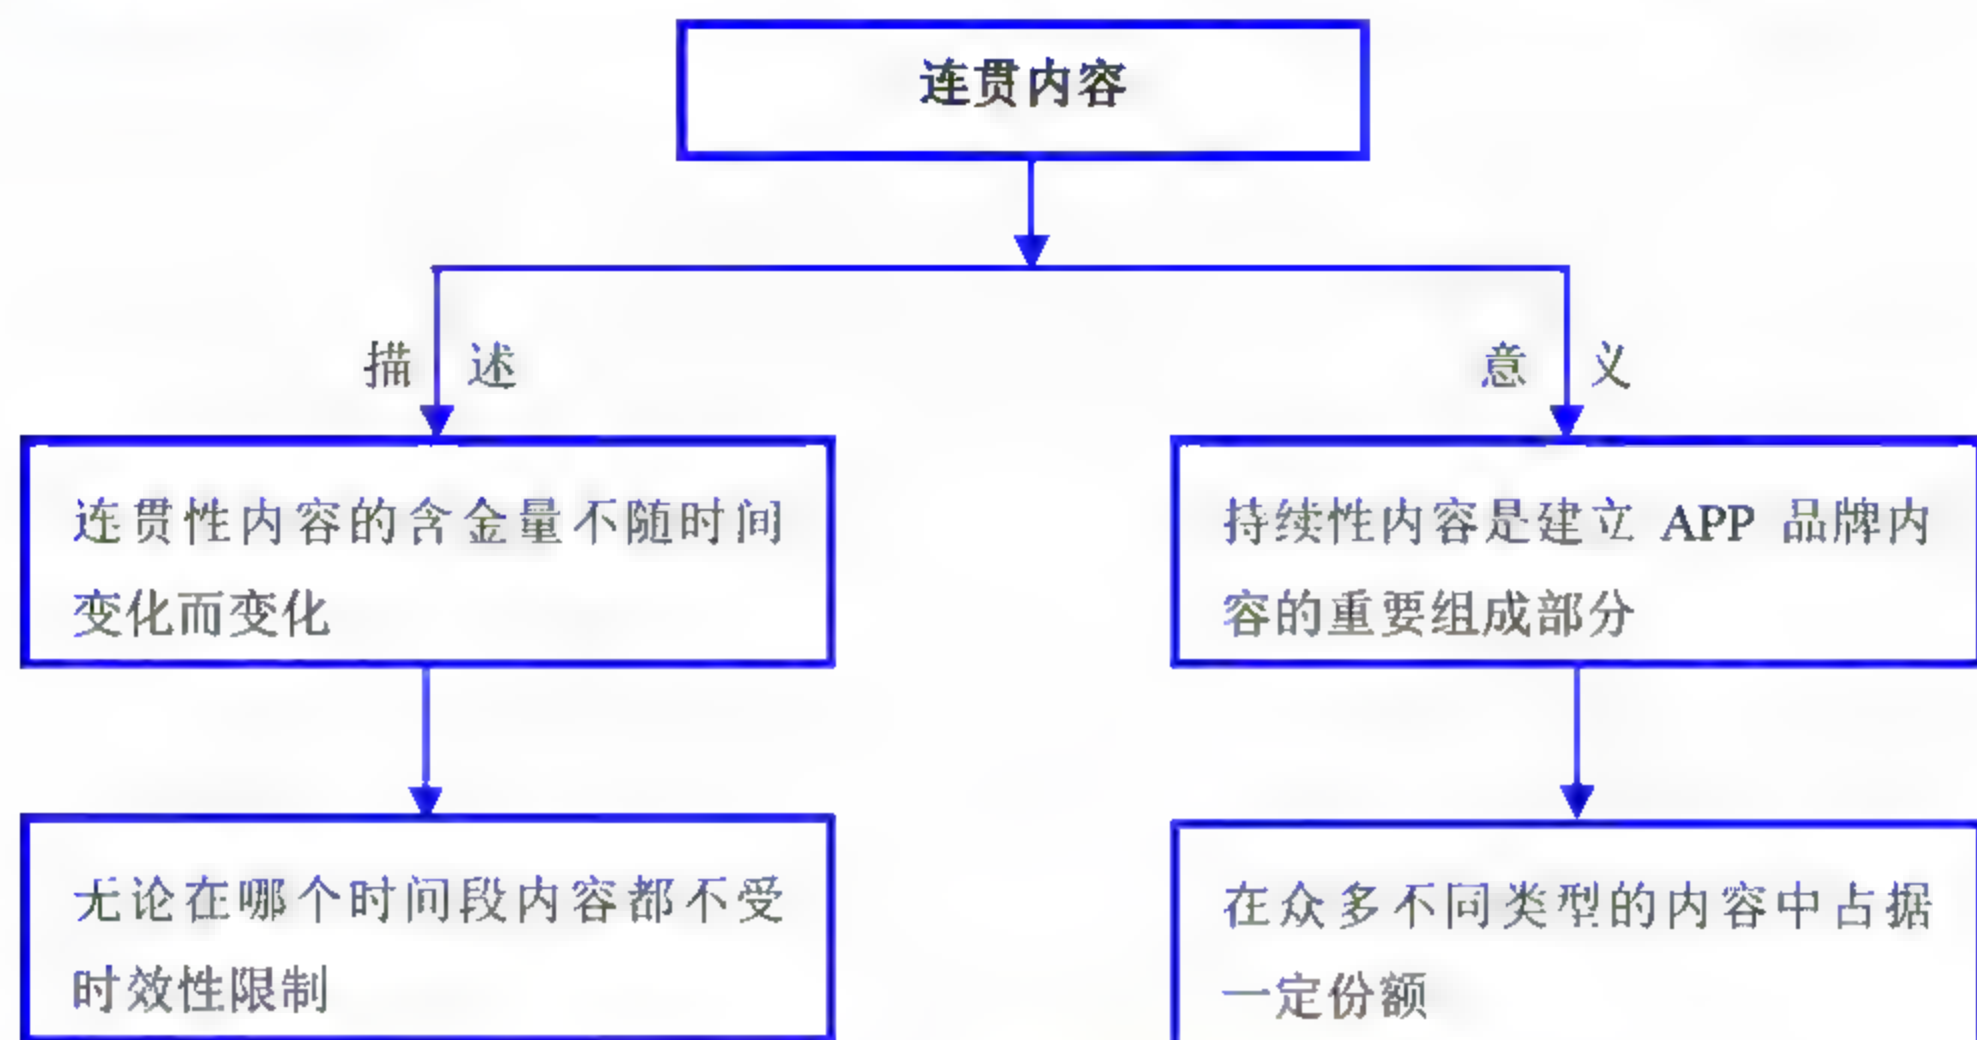 连贯内容
描述
意义
连贯性内容的含金量不随时间
变化而变化
持续性内容是建立 APP 品牌内
容的重要组成部分
无论在哪个时间段内容都不受
时效性限制
在众多不同类型的内容中占据
一定份额